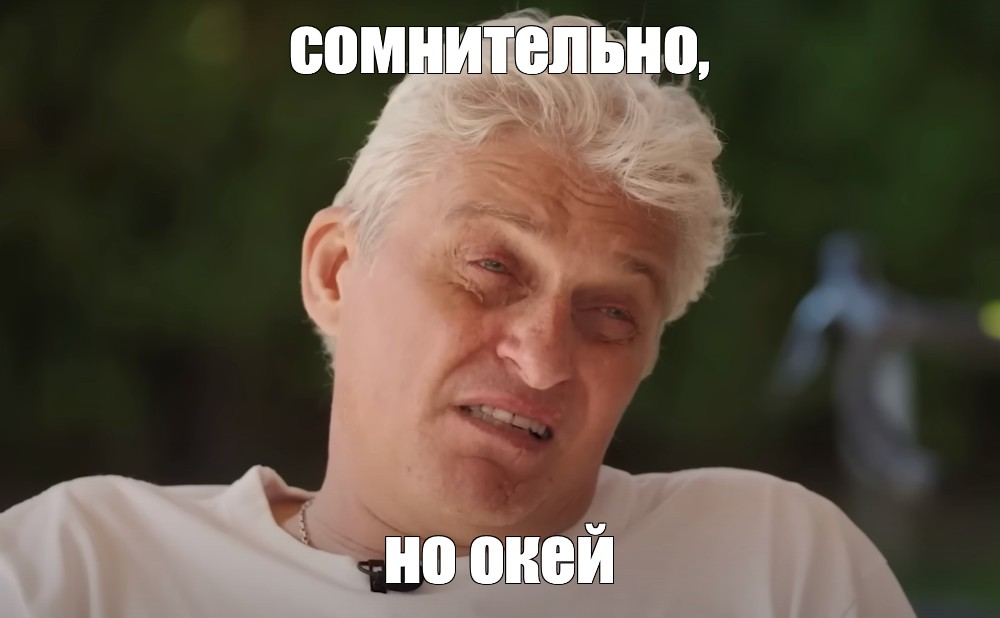 сомнительно,
но окей